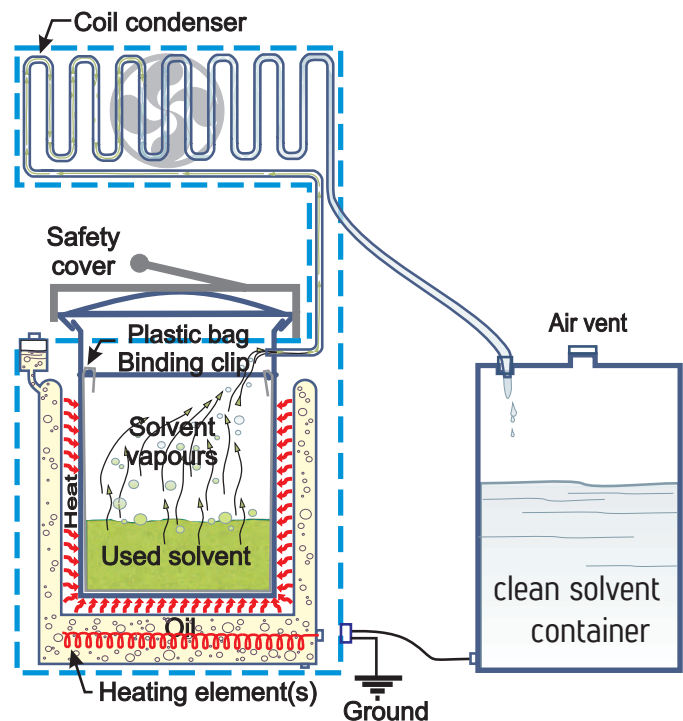 Coil condenser
Safety
cover
Air vent
Plastic bag
Binding clip
Solvent
vapours
Heat
Used solvent
clean solvent
container
Oil
Heating element(s)
Ground